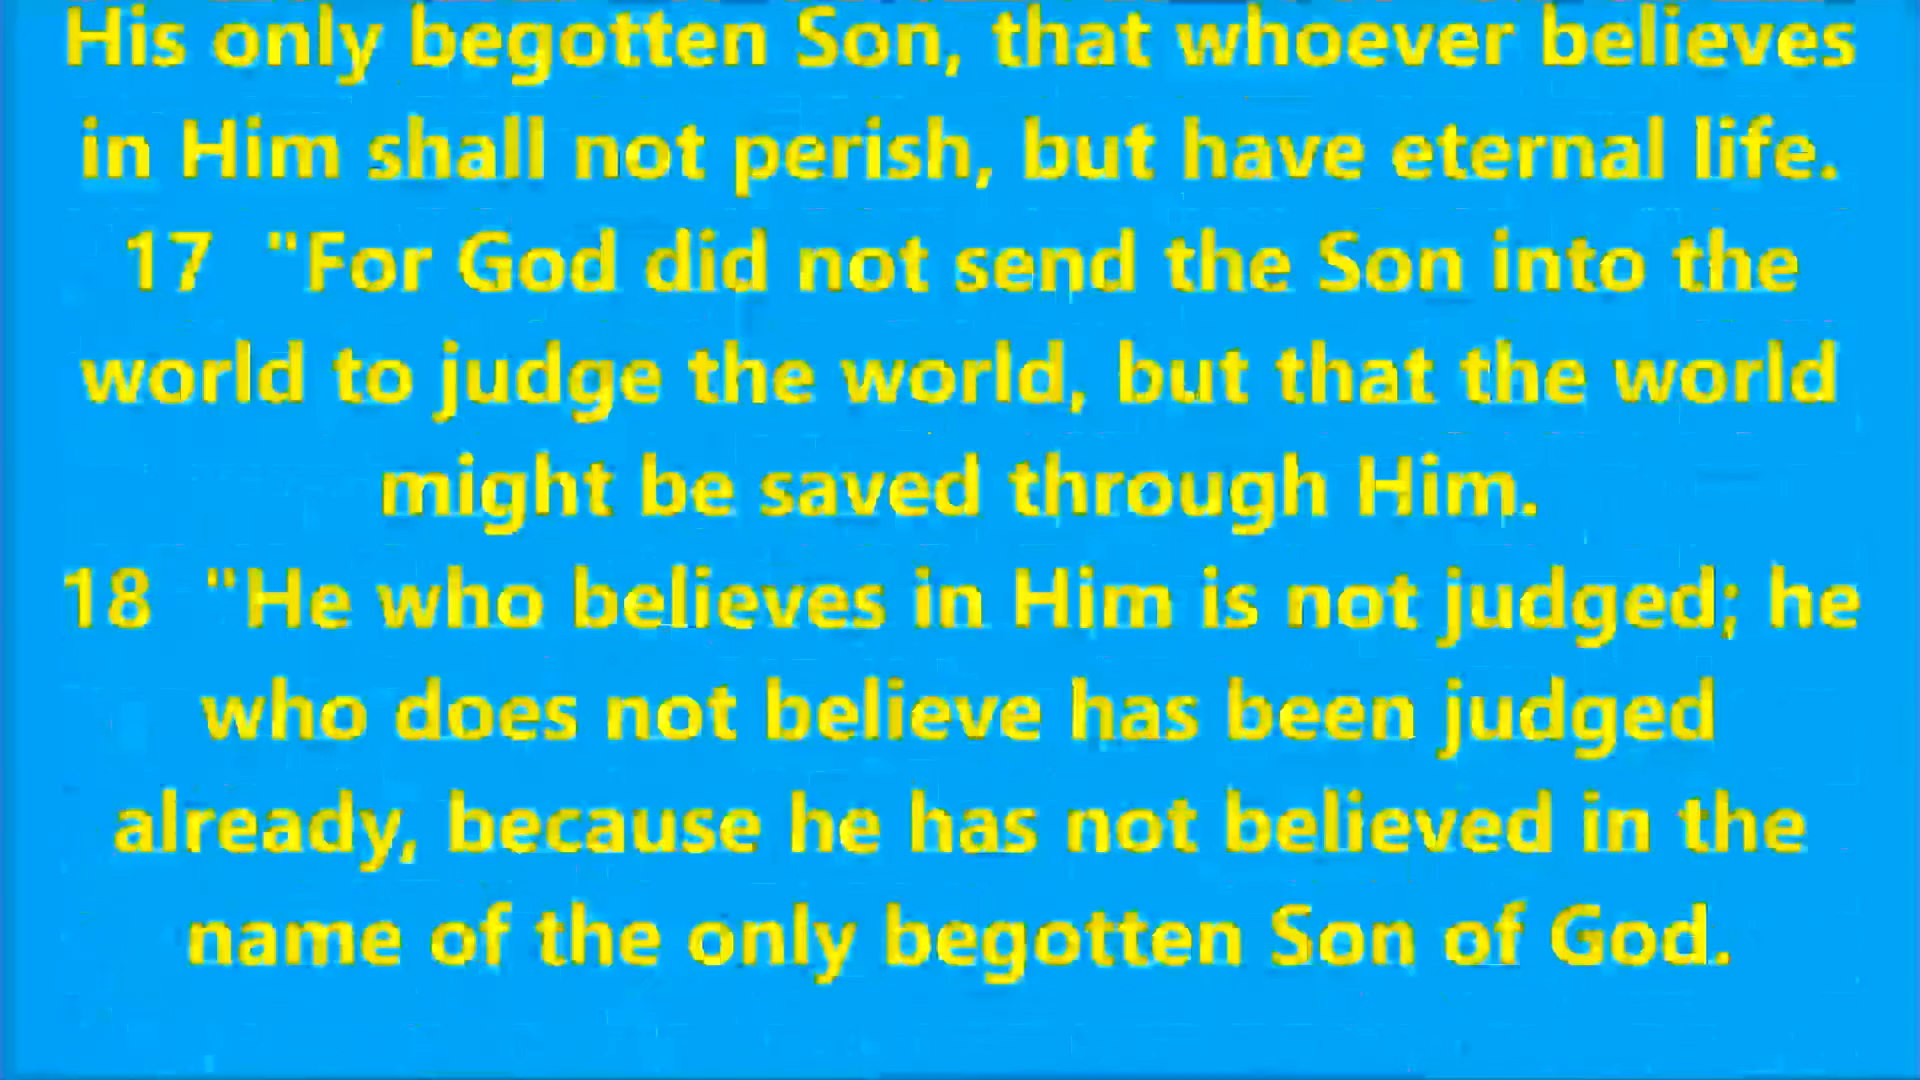 His only begotten Son, that whoever believes
in Him shall not perish, but have eternal life.
17 "For God did not send the Son into the
world to judge the world, but that the world
might be saved through Him.
18 "He who believes in Him is not judged; he
who does not believe has been judged
already, because he has not believed in the
name of the only begotten Son of God.